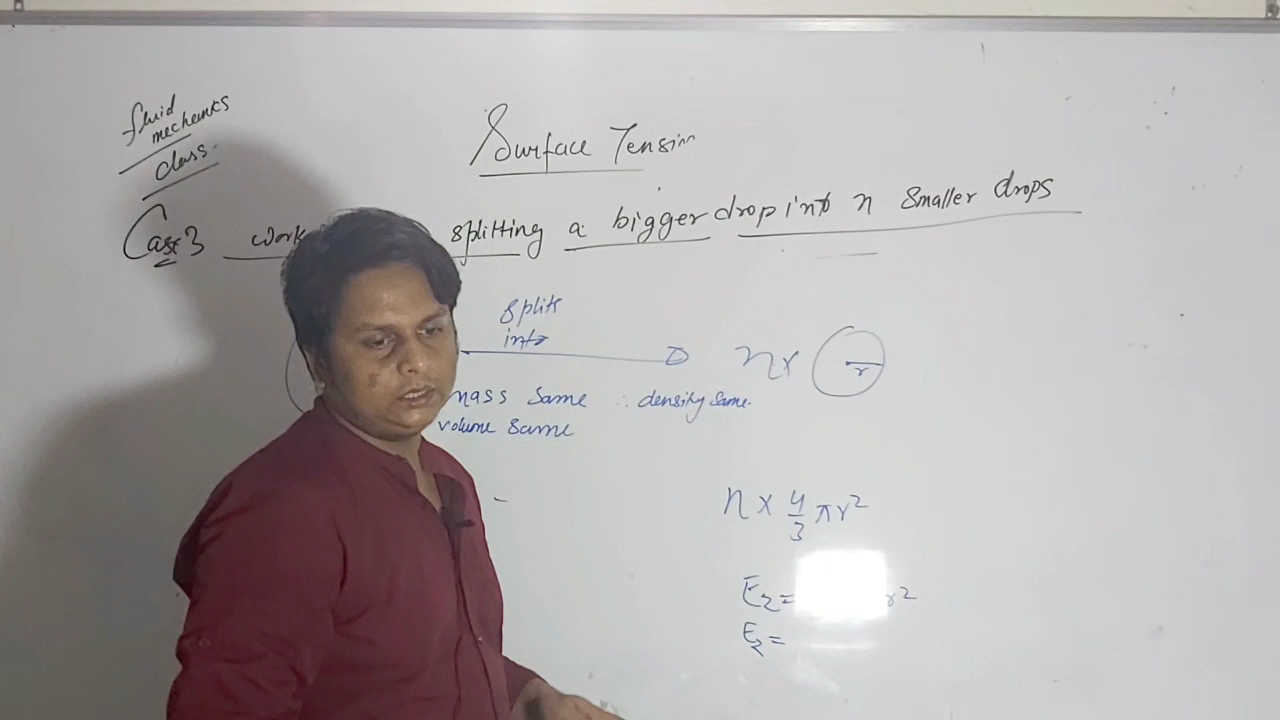 fluid
mechanics
class.
Surface Tension
Case 3 work splitting a bigger drop into n smaller drops
splits
into
n x r
mass same ∴ density same.
volume same
n x 4/3 πr²
E₂ = r²
E₂ =